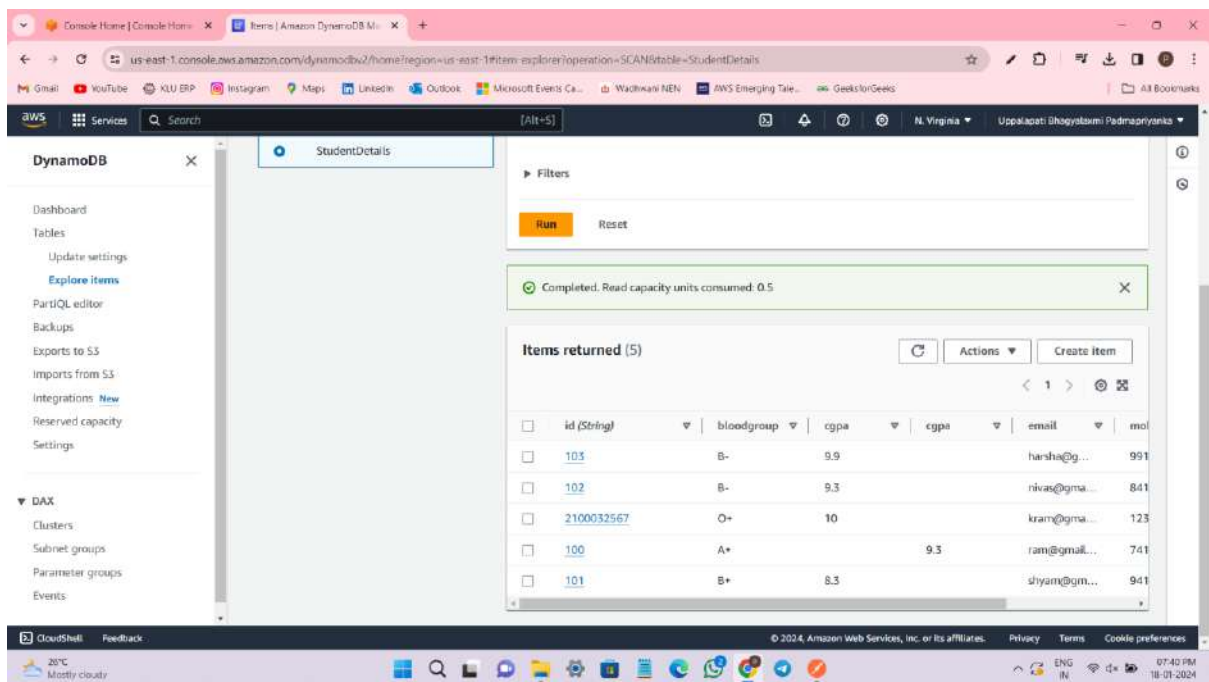 Console Home | Console Home
Items | Amazon DynamoDB Ma
us-east-1.console.aws.amazon.com/dynamodbv2/home?region=us-east-1#item-explorer?operation=SCAN&table=StudentDetails
Gmail YouTube KLU ERP Instagram Maps LinkedIn Outlook Microsoft Events Ca... Wadhwani NEN AWS Emerging Tale... GeeksforGeeks All Bookmarks
aws Services Search [Alt+S] N. Virginia Uppalapati Bhagyalaxmi Padmapriyanka
DynamoDB
Dashboard
Tables
Update settings
Explore items
PartiQL editor
Backups
Exports to S3
Imports from S3
Integrations New
Reserved capacity
Settings
DAX
Clusters
Subnet groups
Parameter groups
Events
StudentDetails
Filters
Run Reset
Completed. Read capacity units consumed: 0.5
Items returned (5) Actions Create item
1
id (String) bloodgroup cgpa cgpa email mol
103 B- 9.9 harsha@g... 991
102 B- 9.3 nivas@gma... 841
2100032567 O+ 10 kram@gma... 123
100 A+ 9.3 ram@gmail... 741
101 B+ 8.3 shyam@gm... 941
CloudShell Feedback © 2024, Amazon Web Services, Inc. or its affiliates. Privacy Terms Cookie preferences
26°C
Mostly cloudy
ENG
IN
07:40 PM
18-01-2024